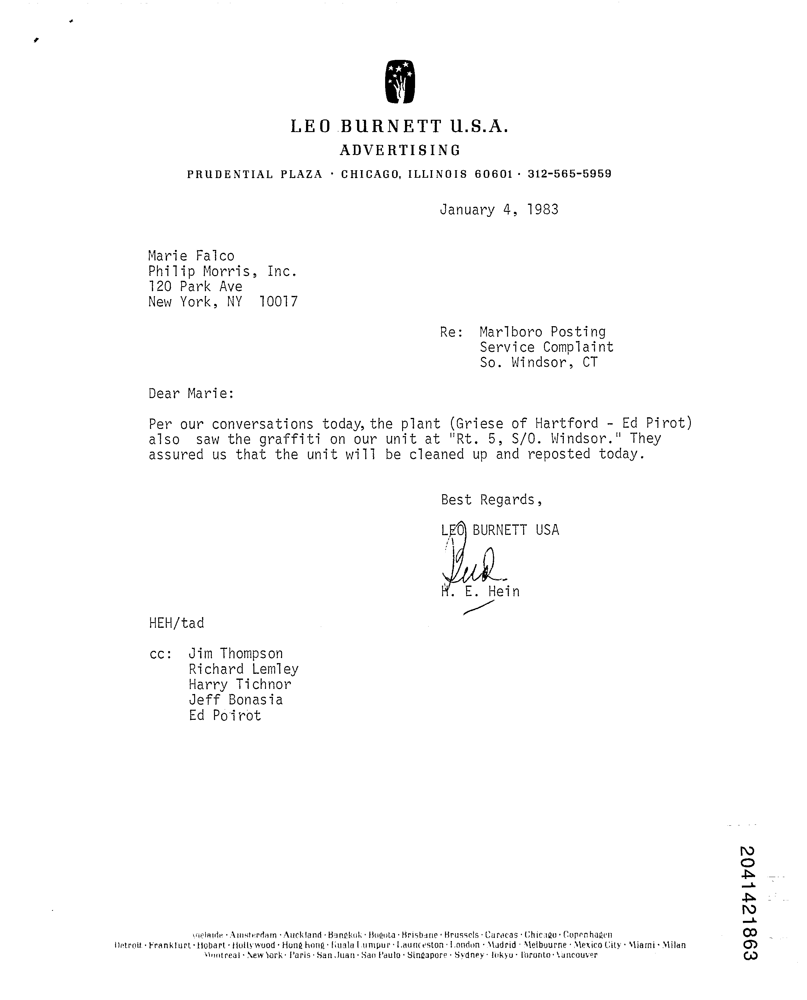 LEO BURNETT U.S.A.
ADVERTISING
PRUDENTIAL PLAZA · CHICAGO, ILLINOIS 60601 · 312-565-5959
January 4, 1983
Marie Falco
Philip Morris, Inc.
120 Park Ave
New York, NY 10017
Re: Marlboro Posting
Service Complaint
So. Windsor, CT
Dear Marie:
Per our conversations today, the plant (Griese of Hartford - Ed Pirot)
also saw the graffiti on our unit at "Rt. 5, S/O. Windsor." They
assured us that the unit will be cleaned up and reposted today.
Best Regards,
LEO BURNETT USA
H. E. Hein
HEH/tad
cc: Jim Thompson
Richard Lemley
Harry Tichnor
Jeff Bonasia
Ed Poirot
2041421863
Adelaide · Amsterdam · Auckland · Bangkok · Bogota · Brisbane · Brussels · Caracas · Chicago · Copenhagen
Detroit · Frankfurt · Hobart · Hollywood · Hong Kong · Kuala Lumpur · Launceston · London · Madrid · Melbourne · Mexico City · Miami · Milan
Montreal · New York · Paris · San Juan · Sao Paulo · Singapore · Sydney · Tokyo · Toronto · Vancouver